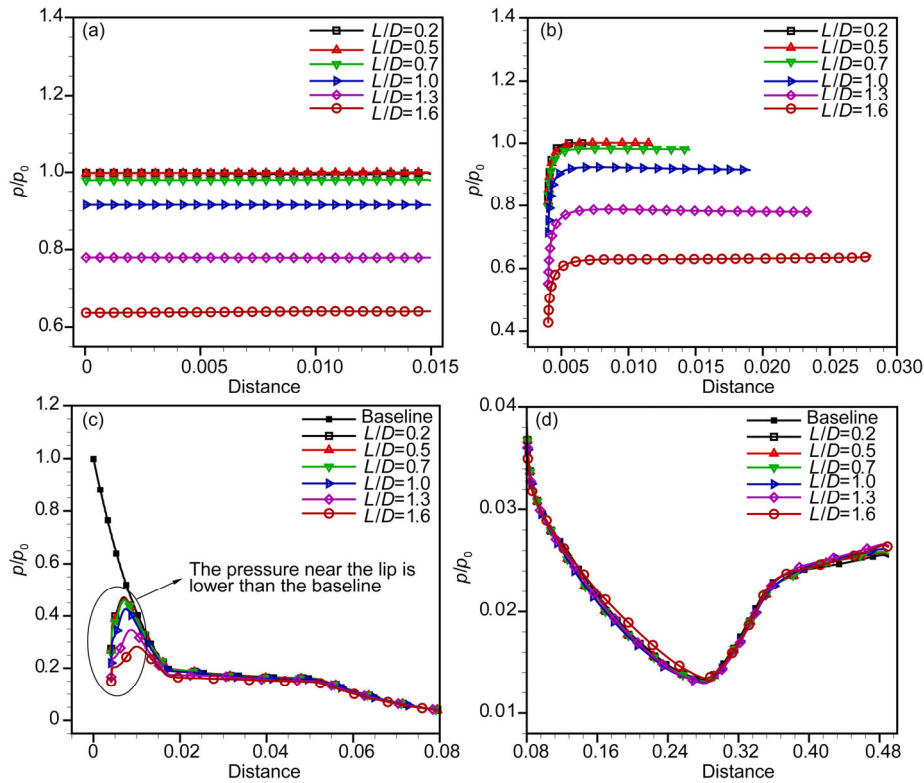 (a)
L/D=0.2
L/D=0.5
L/D=0.7
L/D=1.0
L/D=1.3
L/D=1.6
1.4
1.2
1.0
0.8
0.6
p/p0
0
0.005
0.010
0.015
Distance
(b)
L/D=0.2
L/D=0.5
L/D=0.7
L/D=1.0
L/D=1.3
L/D=1.6
1.4
1.2
1.0
0.8
0.6
0.4
p/p0
0.005
0.010
0.015
0.020
0.025
0.030
Distance
(c)
Baseline
L/D=0.2
L/D=0.5
L/D=0.7
L/D=1.0
L/D=1.3
L/D=1.6
The pressure near the lip is
lower than the baseline
1.2
1.0
0.8
0.6
0.4
0.2
0
p/p0
0
0.02
0.04
0.06
0.08
Distance
(d)
Baseline
L/D=0.2
L/D=0.5
L/D=0.7
L/D=1.0
L/D=1.3
L/D=1.6
0.04
0.03
0.02
0.01
p/p0
0.08
0.16
0.24
0.32
0.40
0.48
Distance